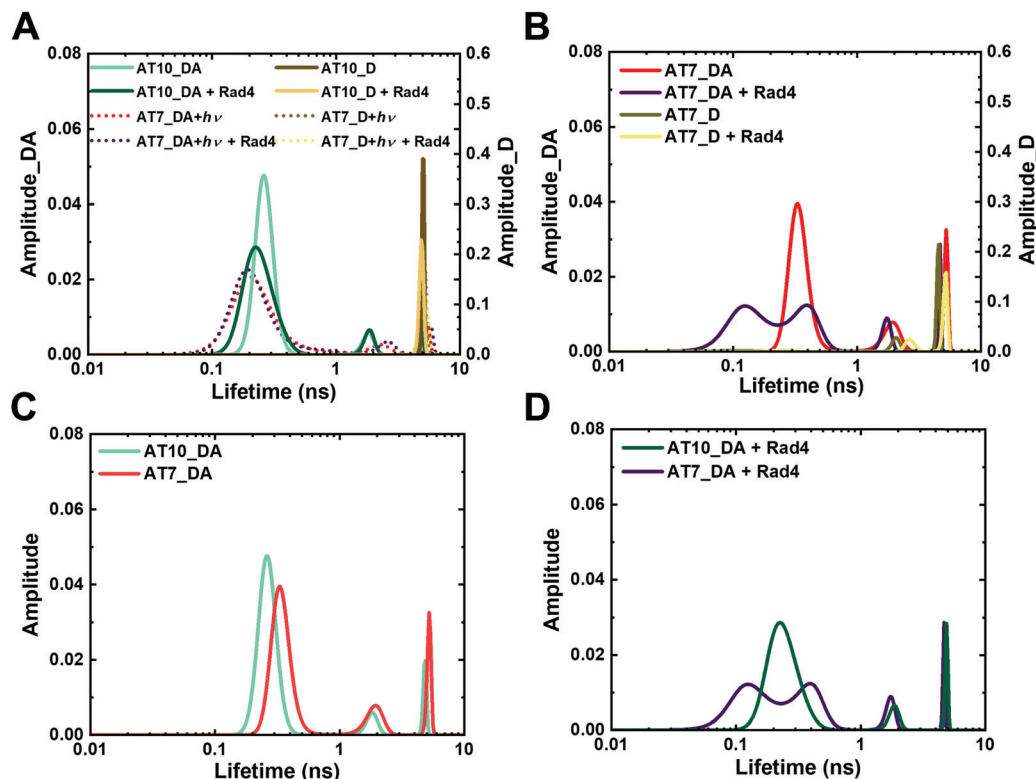 A
0.08
0.06
0.04
0.02
0.00
Amplitude_DA
AT10_DA
AT10_DA + Rad4
AT7_DA+hν
AT7_DA+hν + Rad4
AT10_D
AT10_D + Rad4
AT7_D+hν
AT7_D+hν + Rad4
0.6
0.5
0.4
0.3
0.2
0.1
0.0
Amplitude_D
0.01
0.1
1
10
Lifetime (ns)
B
0.08
0.06
0.04
0.02
0.00
Amplitude_DA
AT7_DA
AT7_DA + Rad4
AT7_D
AT7_D + Rad4
0.6
0.5
0.4
0.3
0.2
0.1
0.0
Amplitude_D
0.01
0.1
1
10
Lifetime (ns)
C
0.08
0.06
0.04
0.02
0.00
Amplitude
AT10_DA
AT7_DA
0.01
0.1
1
10
Lifetime (ns)
D
0.08
0.06
0.04
0.02
0.00
Amplitude
AT10_DA + Rad4
AT7_DA + Rad4
0.01
0.1
1
10
Lifetime (ns)